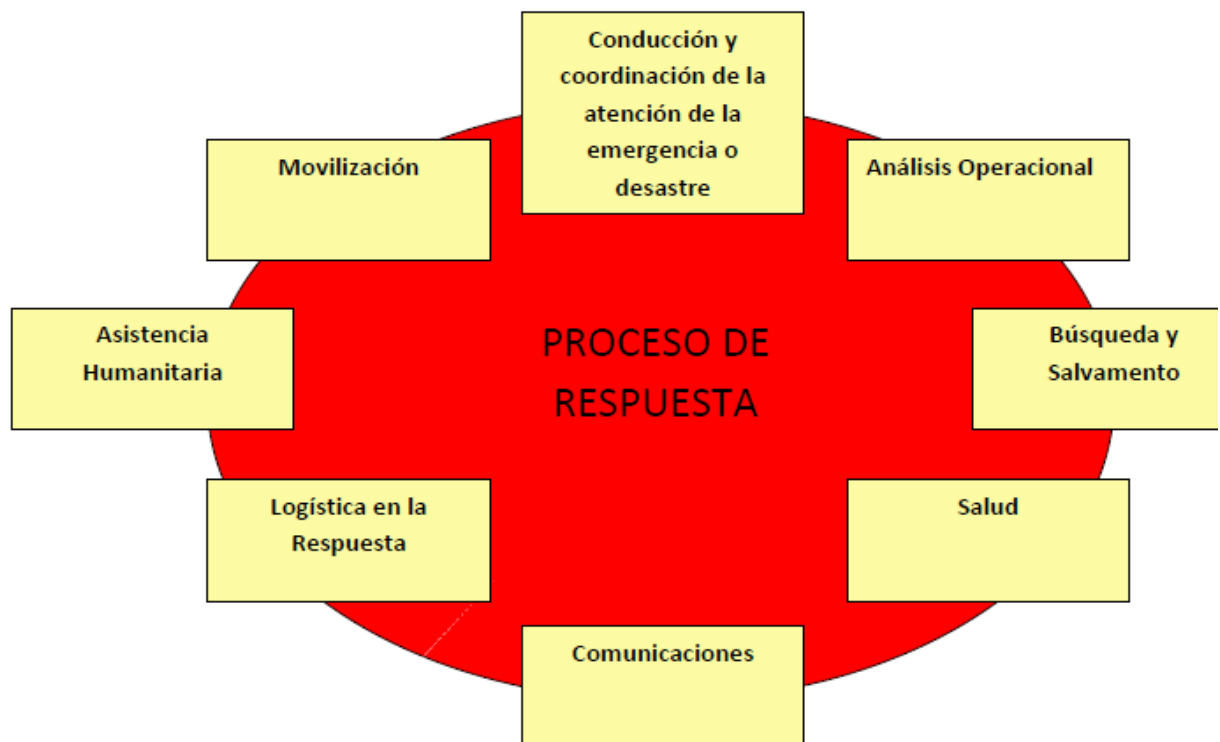 Conducción y
coordinación de la
atención de la
emergencia o
desastre
Movilización
Análisis Operacional
Asistencia
Humanitaria
PROCESO DE
RESPUESTA
Búsqueda y
Salvamento
Logística en la
Respuesta
Salud
Comunicaciones